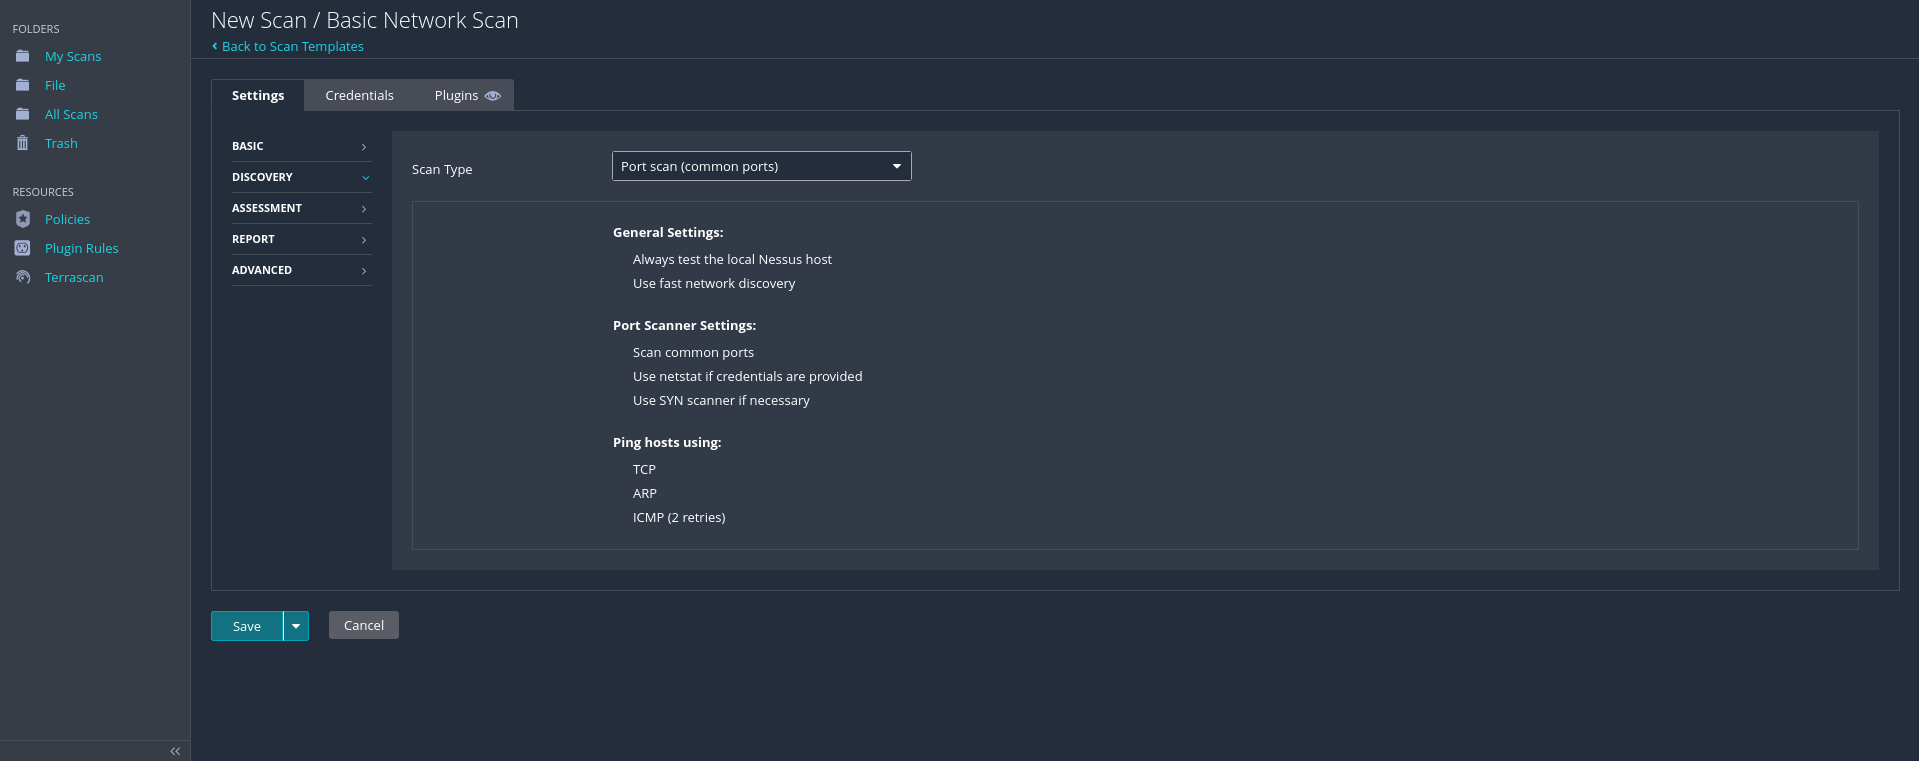 FOLDERS
My Scans
File
All Scans
Trash
RESOURCES
Policies
Plugin Rules
Terrascan
New Scan / Basic Network Scan
Back to Scan Templates
Settings
Credentials
Plugins
BASIC
DISCOVERY
ASSESSMENT
REPORT
ADVANCED
Scan Type
Port scan (common ports)
General Settings:
Always test the local Nessus host
Use fast network discovery
Port Scanner Settings:
Scan common ports
Use netstat if credentials are provided
Use SYN scanner if necessary
Ping hosts using:
TCP
ARP
ICMP (2 retries)
Save
Cancel